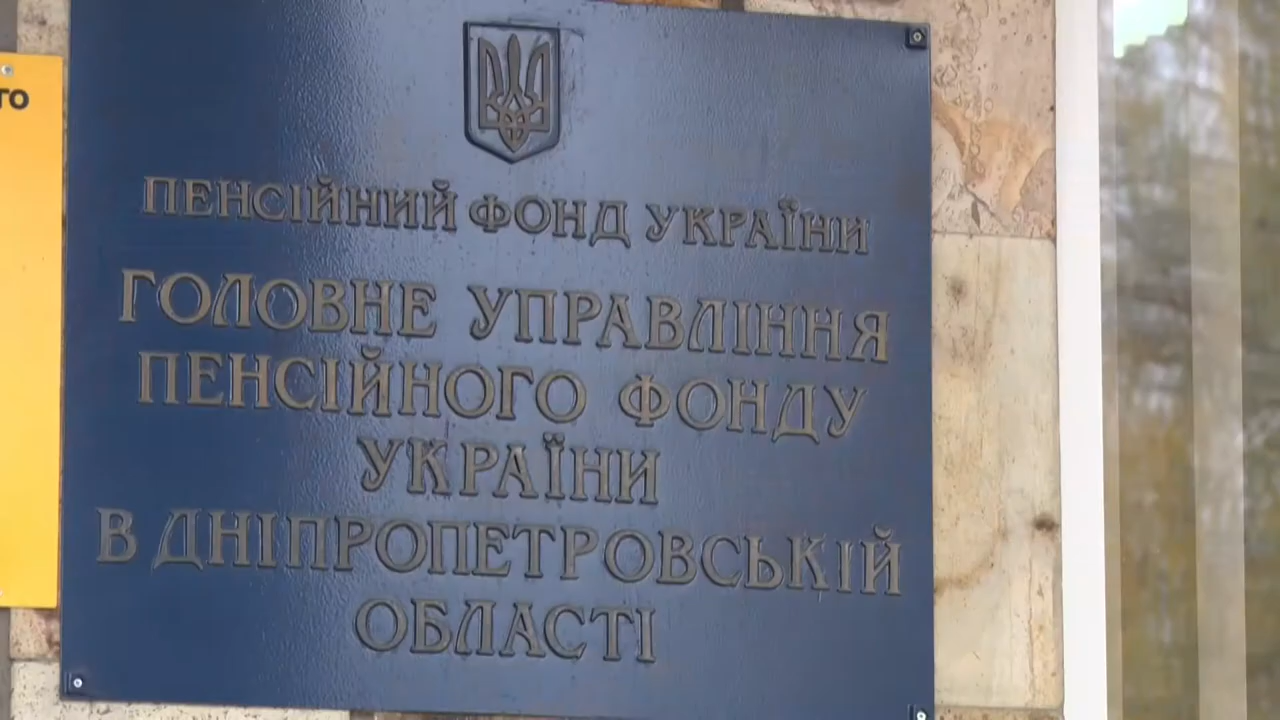 ПЕНСІЙНИЙ ФОНД УКРАЇНИ
ГОЛОВНЕ УПРАВЛІННЯ
ПЕНСІЙНОГО ФОНДУ
УКРАЇНИ
В ДНІПРОПЕТРОВСЬКІЙ
ОБЛАСТІ